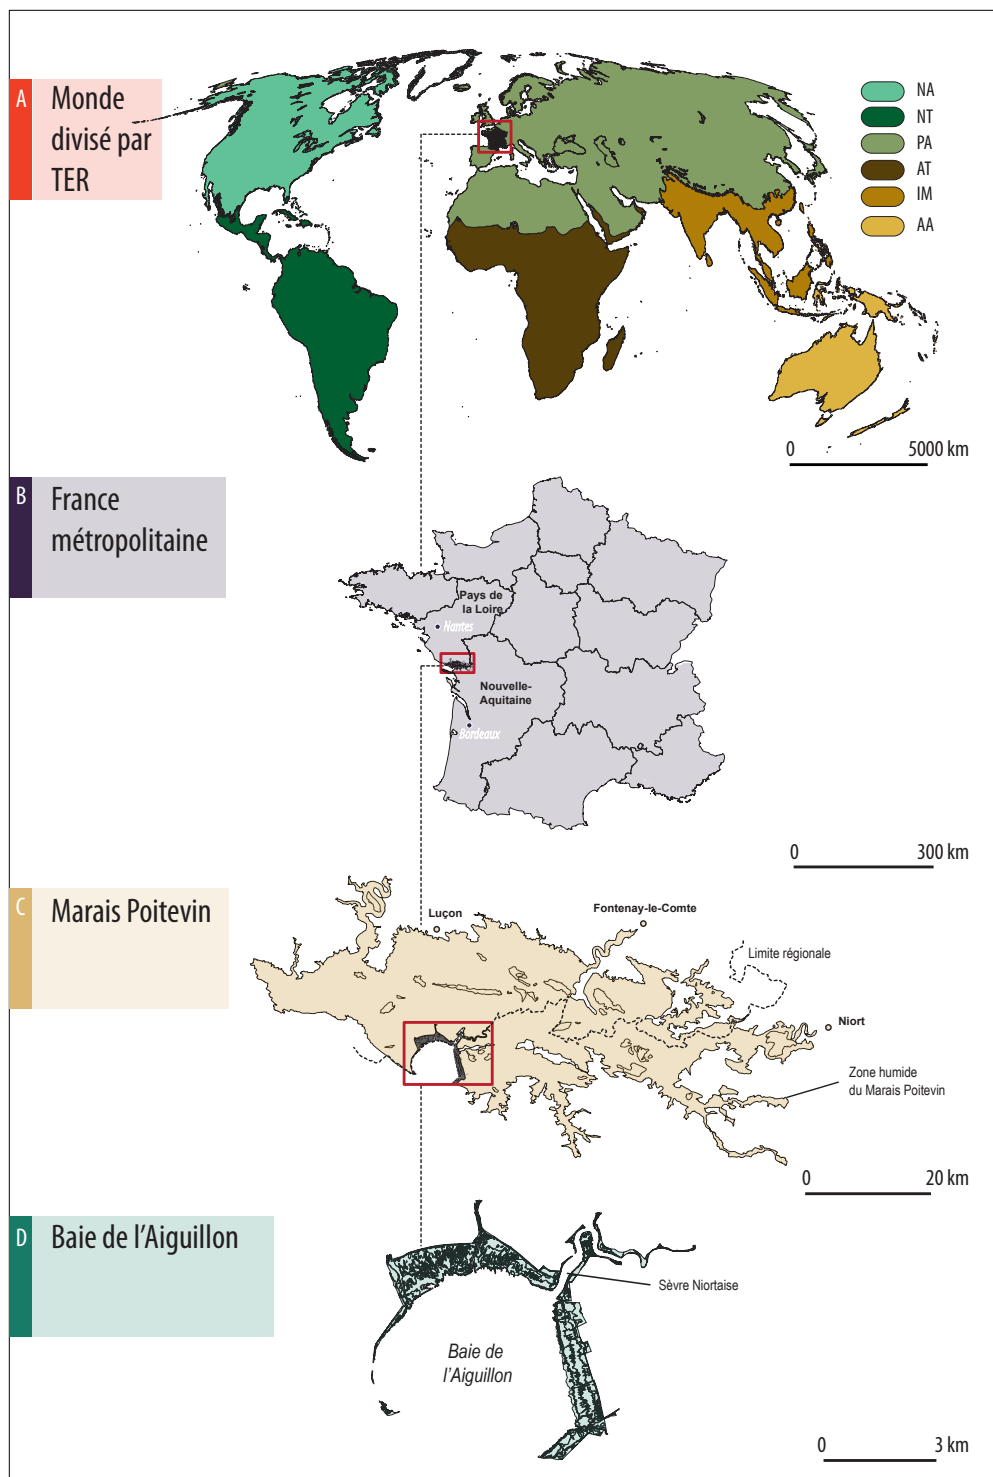 A
Monde
divisé par
TER
NA
NT
PA
AT
IM
AA
0 5000 km
B
France
métropolitaine
Pays de
la Loire
Nantes
Nouvelle-
Aquitaine
Bordeaux
0 300 km
C
Marais Poitevin
Luçon
Fontenay-le-Comte
Limite régionale
Niort
Zone humide
du Marais Poitevin
0 20 km
D
Baie de l'Aiguillon
Sèvre Niortaise
Baie de
l'Aiguillon
0 3 km